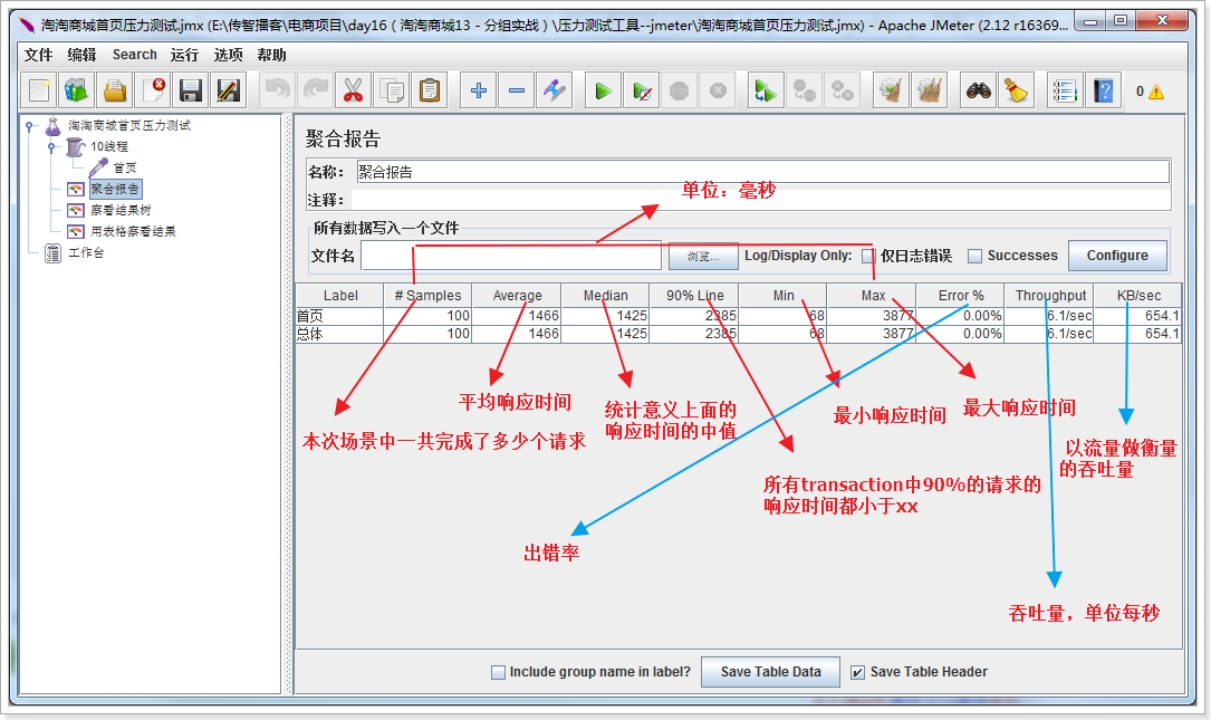 淘淘商城首页压力测试.jmx (E:\传智播客\电商项目\day16（淘淘商城13 - 分组实战）\压力测试工具--jmeter\淘淘商城首页压力测试.jmx) - Apache JMeter (2.12 r16369...
文件 编辑 Search 运行 选项 帮助
0
淘淘商城首页压力测试
10线程
首页
聚合报告
察看结果树
用表格察看结果
工作台
聚合报告
名称： 聚合报告
注释：
单位：毫秒
所有数据写入一个文件
文件名 浏览... Log/Display Only: 仅日志错误 Successes Configure
Label # Samples Average Median 90% Line Min Max Error % Throughput KB/sec
首页 100 1466 1425 2385 68 3877 0.00% 6.1/sec 654.1
总体 100 1466 1425 2385 68 3877 0.00% 6.1/sec 654.1
本次场景中一共完成了多少个请求
平均响应时间
统计意义上面的
响应时间的中值
所有transaction中90%的请求的
响应时间都小于xx
最小响应时间
最大响应时间
以流量做衡量
的吞吐量
出错率
吞吐量，单位每秒
Include group name in label? Save Table Data Save Table Header